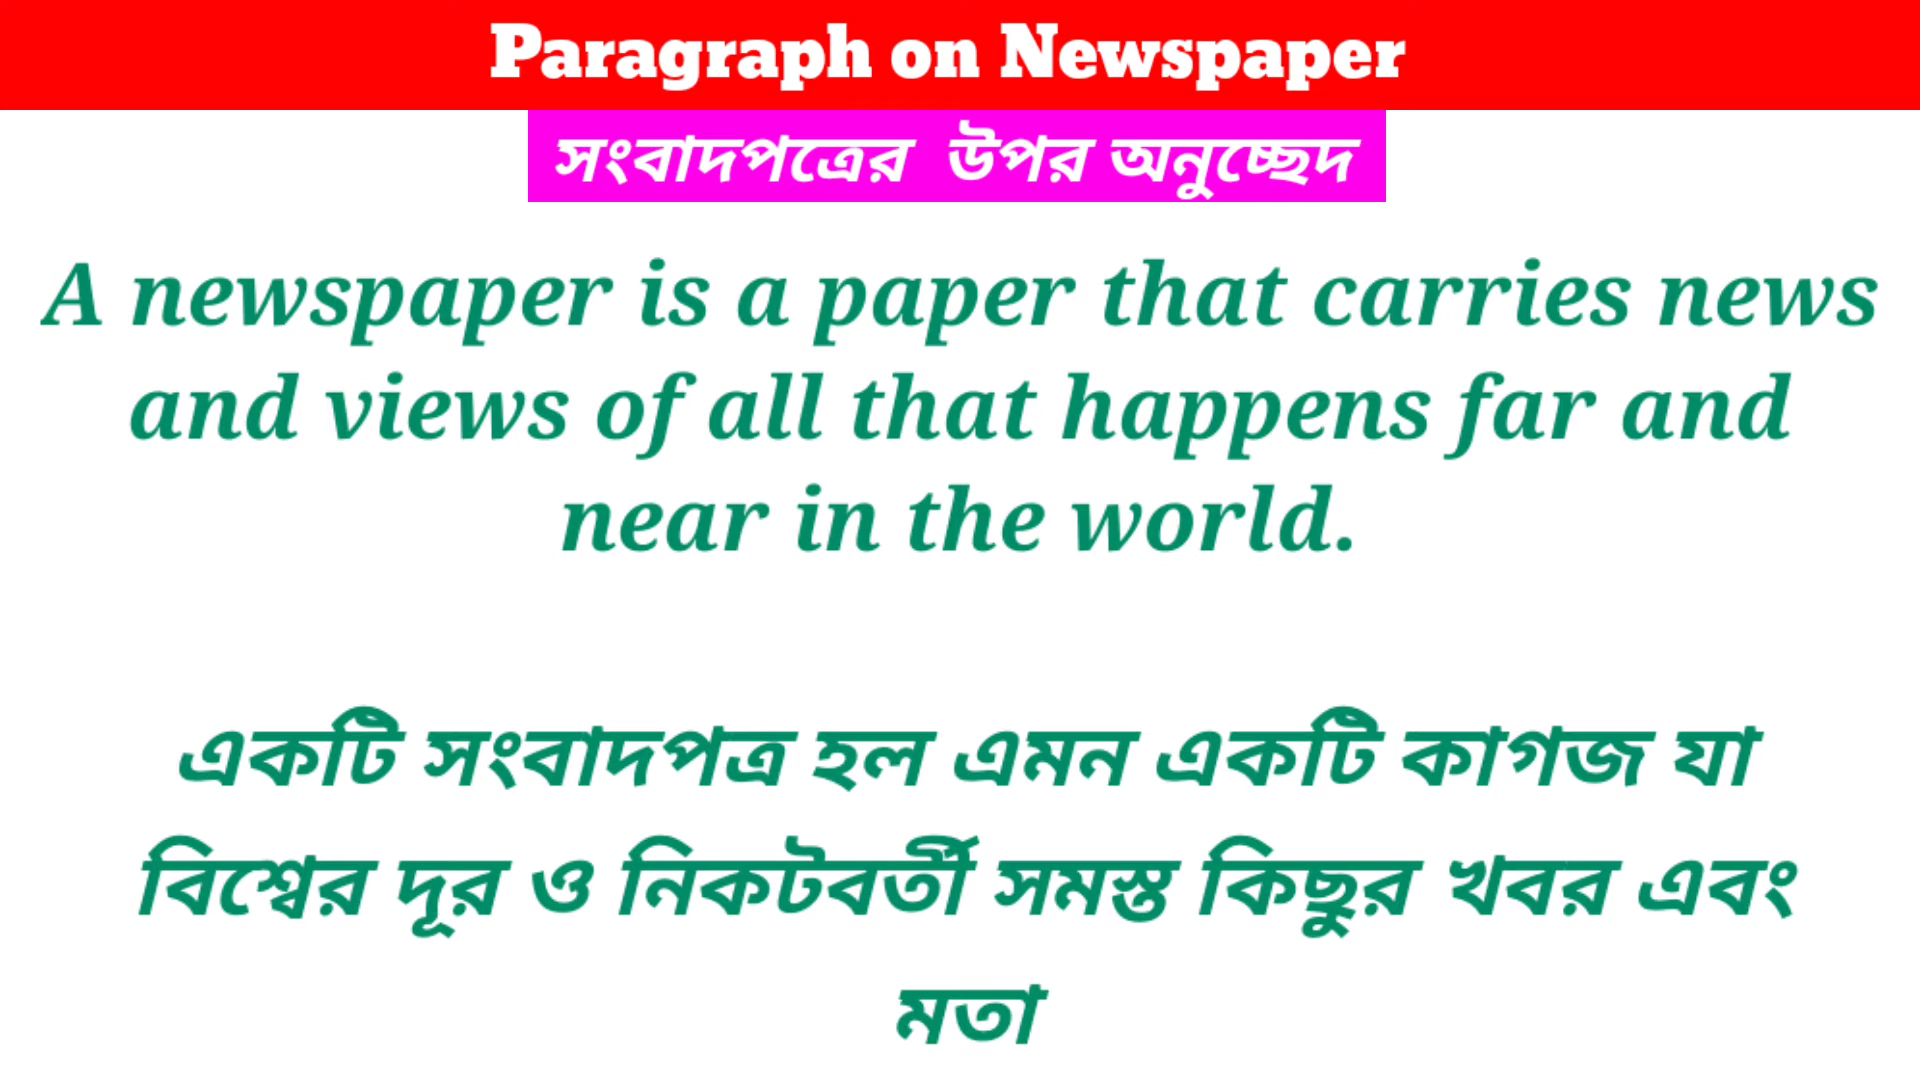 Paragraph on Newspaper
সংবাদপত্রের উপর অনুচ্ছেদ
A newspaper is a paper that carries news
and views of all that happens far and
near in the world.
একটি সংবাদপত্র হল এমন একটি কাগজ যা
বিশ্বের দূর ও নিকটবর্তী সমস্ত কিছুর খবর এবং
মতা